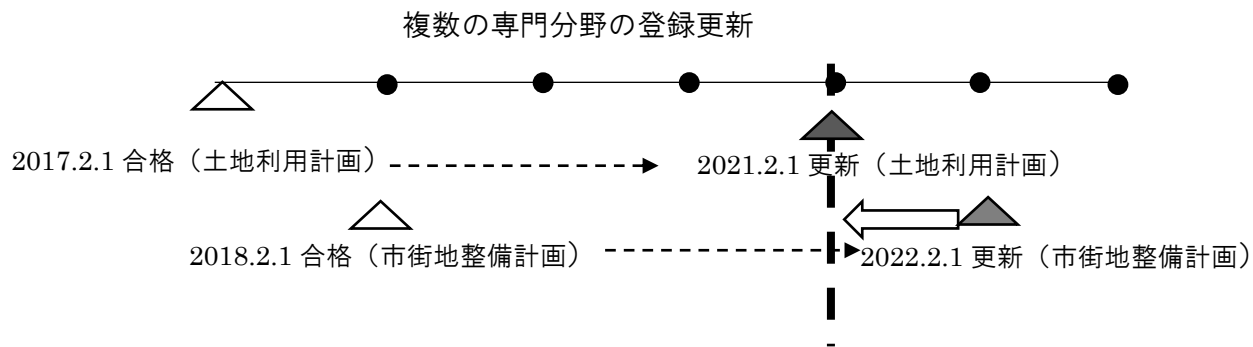 複数の専門分野の登録更新
2017.2.1 合格（土地利用計画）
2021.2.1 更新（土地利用計画）
2018.2.1 合格（市街地整備計画）
2022.2.1 更新（市街地整備計画）